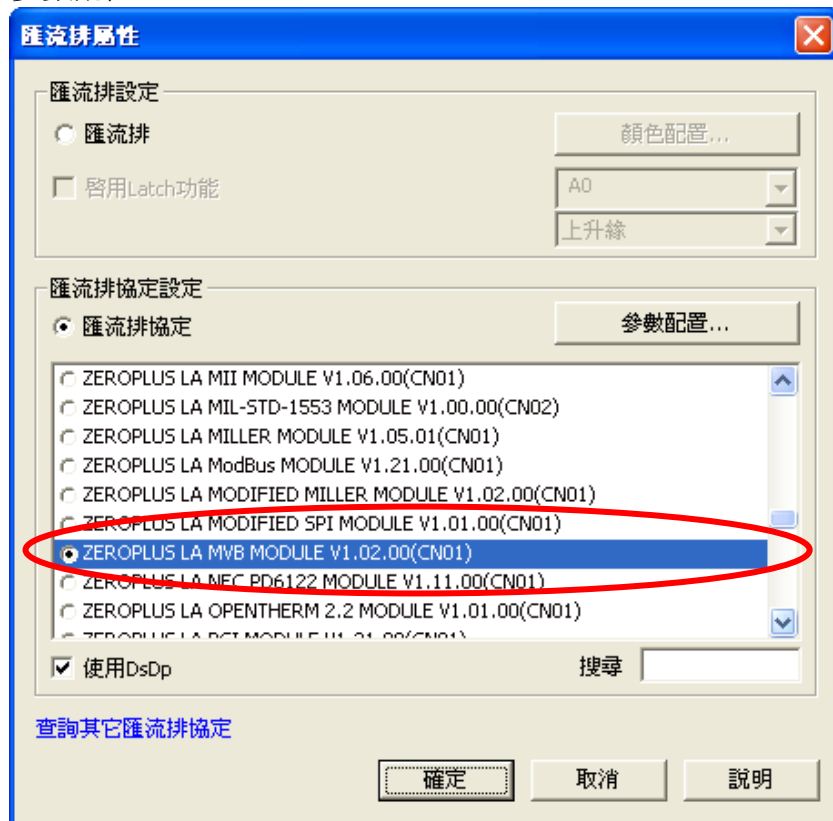 匯流排屬性
匯流排設定
匯流排
顏色配置...
啓用Latch功能
A0
上升緣
匯流排協定設定
匯流排協定
參數配置...
ZEROPLUS LA MII MODULE V1.06.00(CN01)
ZEROPLUS LA MIL-STD-1553 MODULE V1.00.00(CN02)
ZEROPLUS LA MILLER MODULE V1.05.01(CN01)
ZEROPLUS LA ModBus MODULE V1.21.00(CN01)
ZEROPLUS LA MODIFIED MILLER MODULE V1.02.00(CN01)
ZEROPLUS LA MODIFIED SPI MODULE V1.01.00(CN01)
ZEROPLUS LA MVB MODULE V1.02.00(CN01)
ZEROPLUS LA NEC PD6122 MODULE V1.11.00(CN01)
ZEROPLUS LA OPENTHERM 2.2 MODULE V1.01.00(CN01)
使用DsDp
搜尋
查詢其它匯流排協定
確定
取消
說明